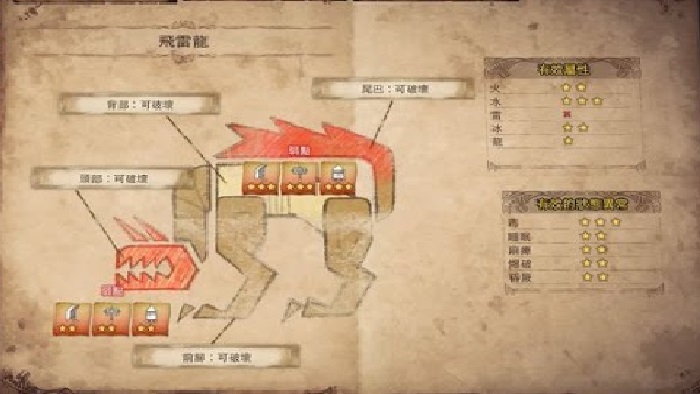 飛雷龍
背部：可破壞
尾巴：可破壞
頭部：可破壞
弱點
弱點
前腳：可破壞
有效屬性
火
水
雷
冰
龍
有效的狀態異常
毒
睡眠
麻痺
爆破
昏厥